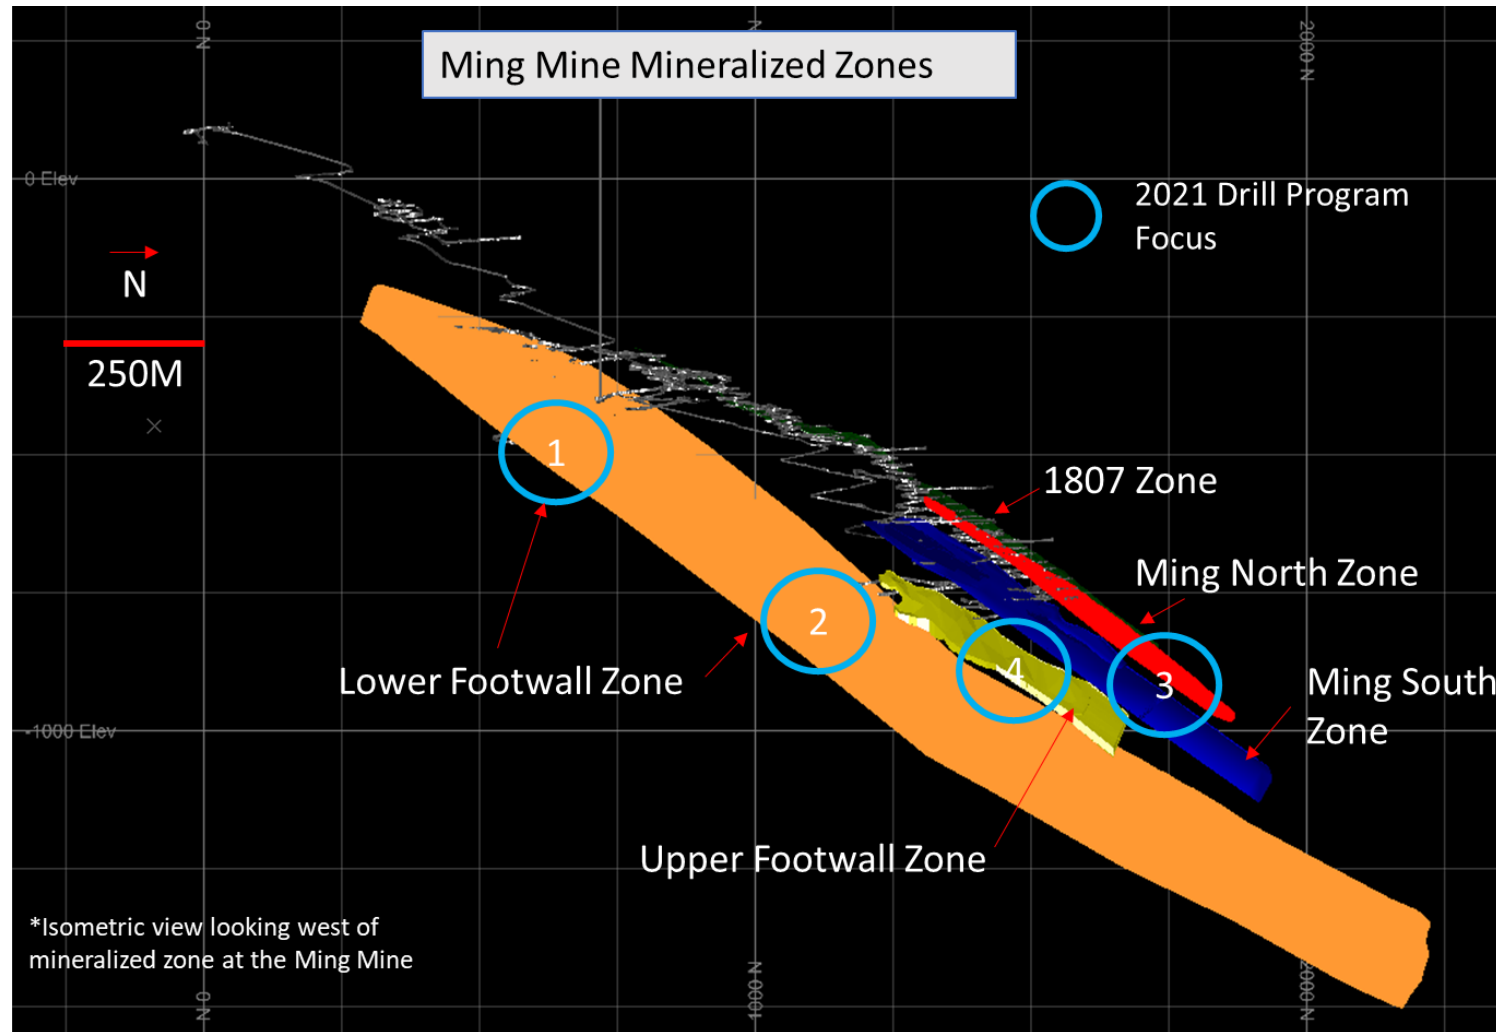 0 N
N
2000 N
Ming Mine Mineralized Zones
0 Elev
2021 Drill Program
Focus
N
250M
1
1807 Zone
Ming North Zone
2
Lower Footwall Zone
4
3
Ming South
Zone
-1000 Elev
Upper Footwall Zone
*Isometric view looking west of
mineralized zone at the Ming Mine
0 N
1000 N
2000 N